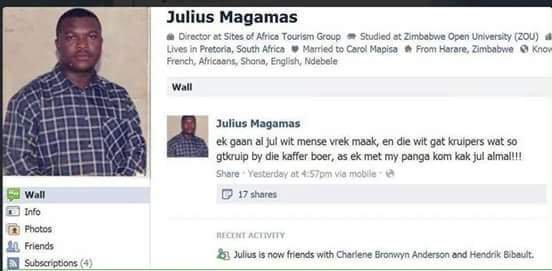 Julius Magamas
Director at Sites of Africa Tourism Group Studied at Zimbabwe Open University (ZOU)
Lives in Pretoria, South Africa Married to Carol Mapisa From Harare, Zimbabwe Know
French, Africaans, Shona, English, Ndebele
Wall
Julius Magamas
ek gaan al jul wit mense vrek maak, en die wit gat kruipers wat so
gtkruip by die kaffer boer, as ek met my panga kom kak jul almal!!!
Share · Yesterday at 4:57pm via mobile ·
17 shares
RECENT ACTIVITY
Julius is now friends with Charlene Bronwyn Anderson and Hendrik Bibault.
Wall
Info
Photos
Friends
Subscriptions (4)